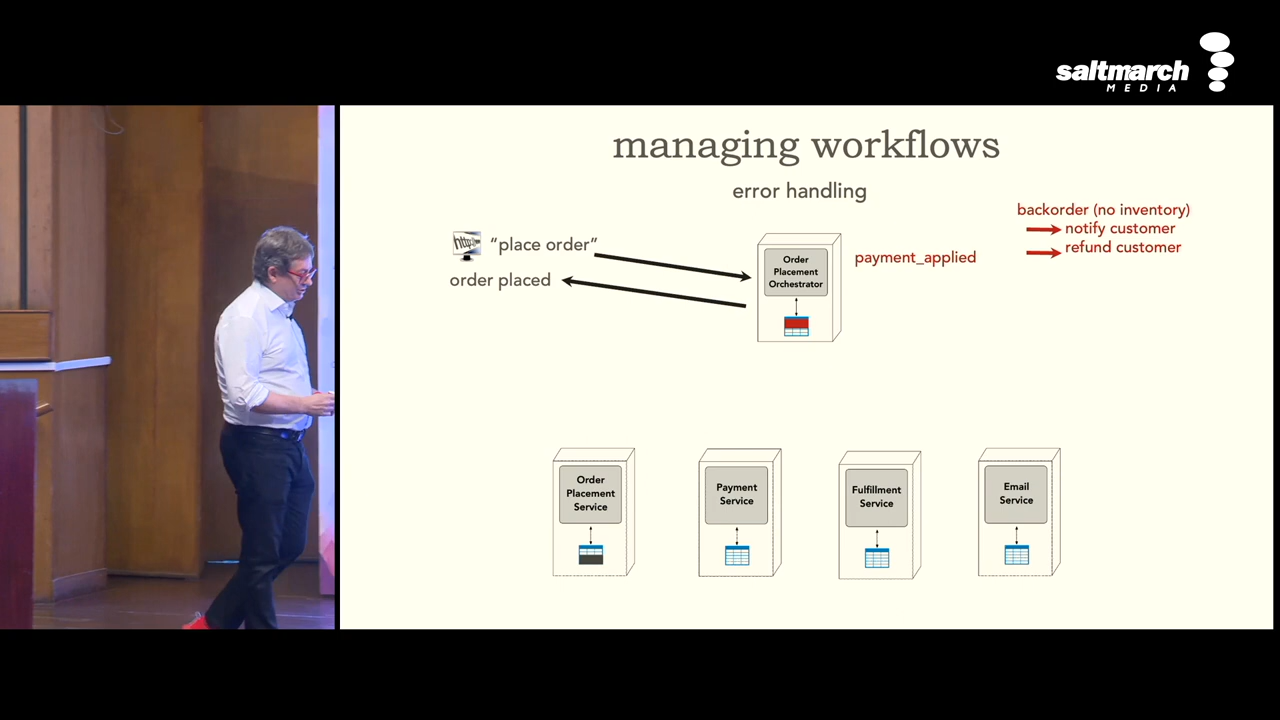 saltmarch
MEDIA
managing workflows
error handling
backorder (no inventory)
notify customer
refund customer
http://
"place order"
order placed
Order
Placement
Orchestrator
payment_applied
Order
Placement
Service
Payment
Service
Fulfillment
Service
Email
Service